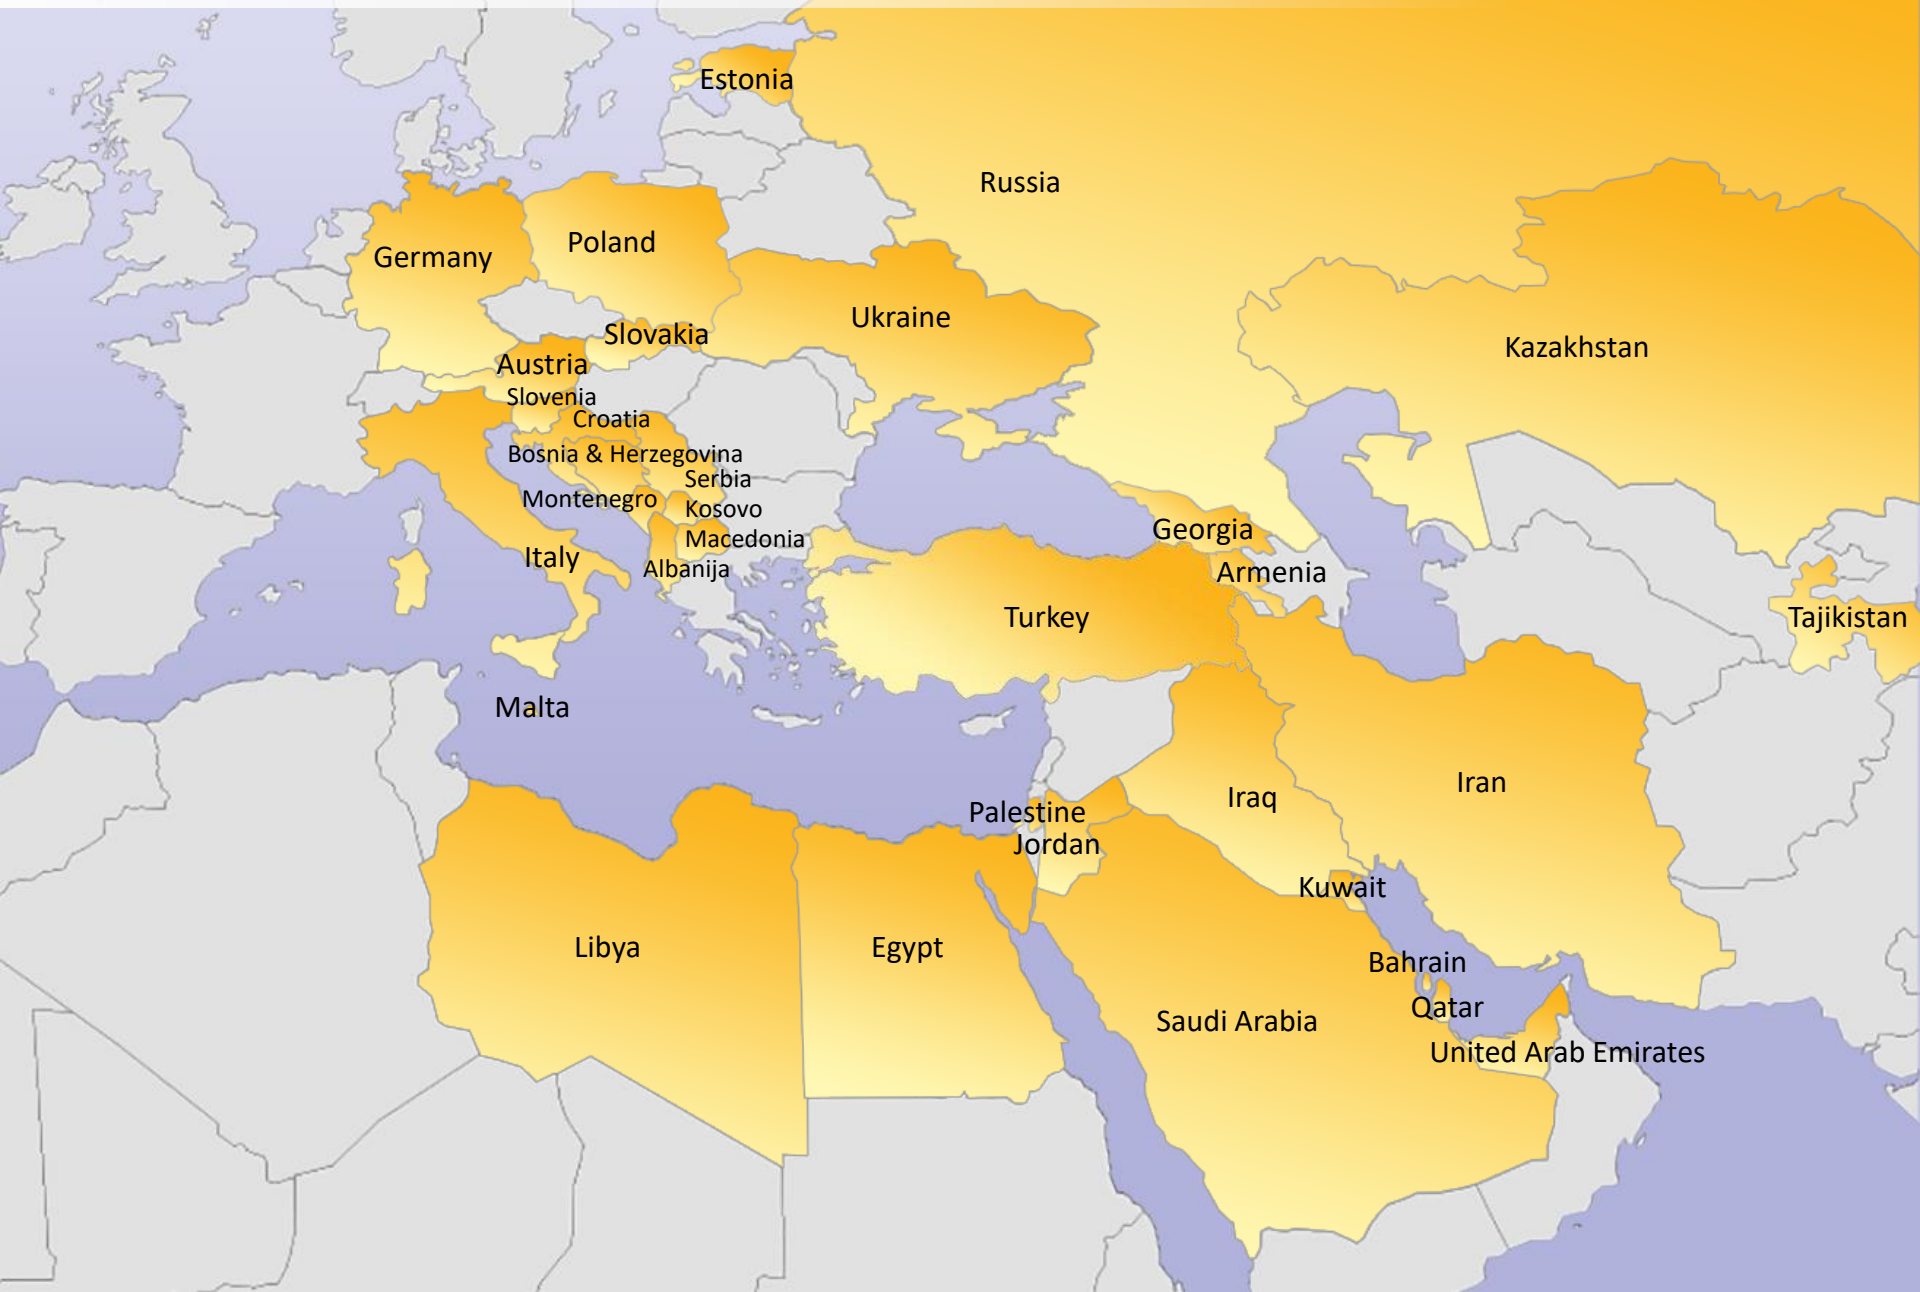 Estonia
Russia
Poland
Germany
Ukraine
Slovakia
Kazakhstan
Austria
Slovenia
Croatia
Bosnia & Herzegovina
Serbia
Montenegro
Kosovo
Georgia
Macedonia
Italy
Albanija
Armenia
Turkey
Tajikistan
Malta
Iran
Iraq
Palestine
Jordan
Kuwait
Libya
Egypt
Bahrain
Qatar
Saudi Arabia
United Arab Emirates